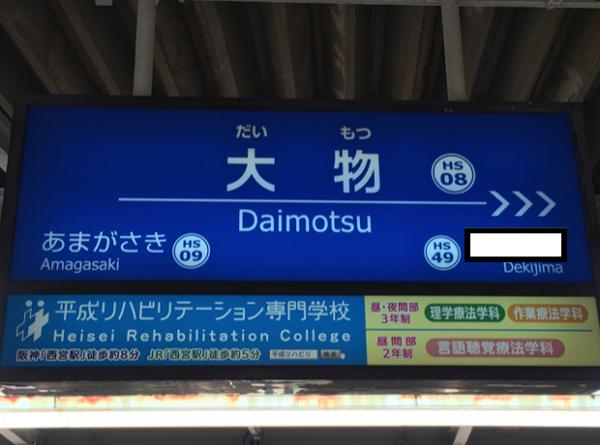 だい もつ
大物
HS 08
Daimotsu
あまがさき
Amagasaki
HS 09
HS 49
Dekijima
平成リハビリテーション専門学校
Heisei Rehabilitation College
阪神「西宮駅」徒歩約8分 JR「西宮駅」徒歩約5分 平成リハビリ 検索
昼・夜間部 3年制 理学療法学科 作業療法学科
昼間部 2年制 言語聴覚療法学科